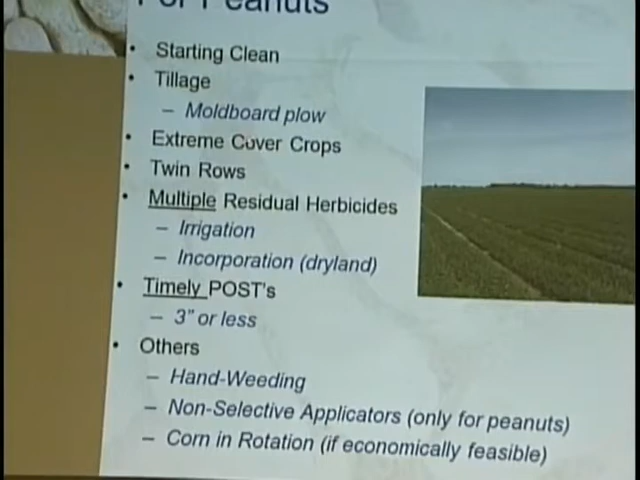 For Peanuts
• Starting Clean
• Tillage
– Moldboard plow
• Extreme Cover Crops
• Twin Rows
• Multiple Residual Herbicides
– Irrigation
– Incorporation (dryland)
• Timely POST's
– 3" or less
• Others
– Hand-Weeding
– Non-Selective Applicators (only for peanuts)
– Corn in Rotation (if economically feasible)